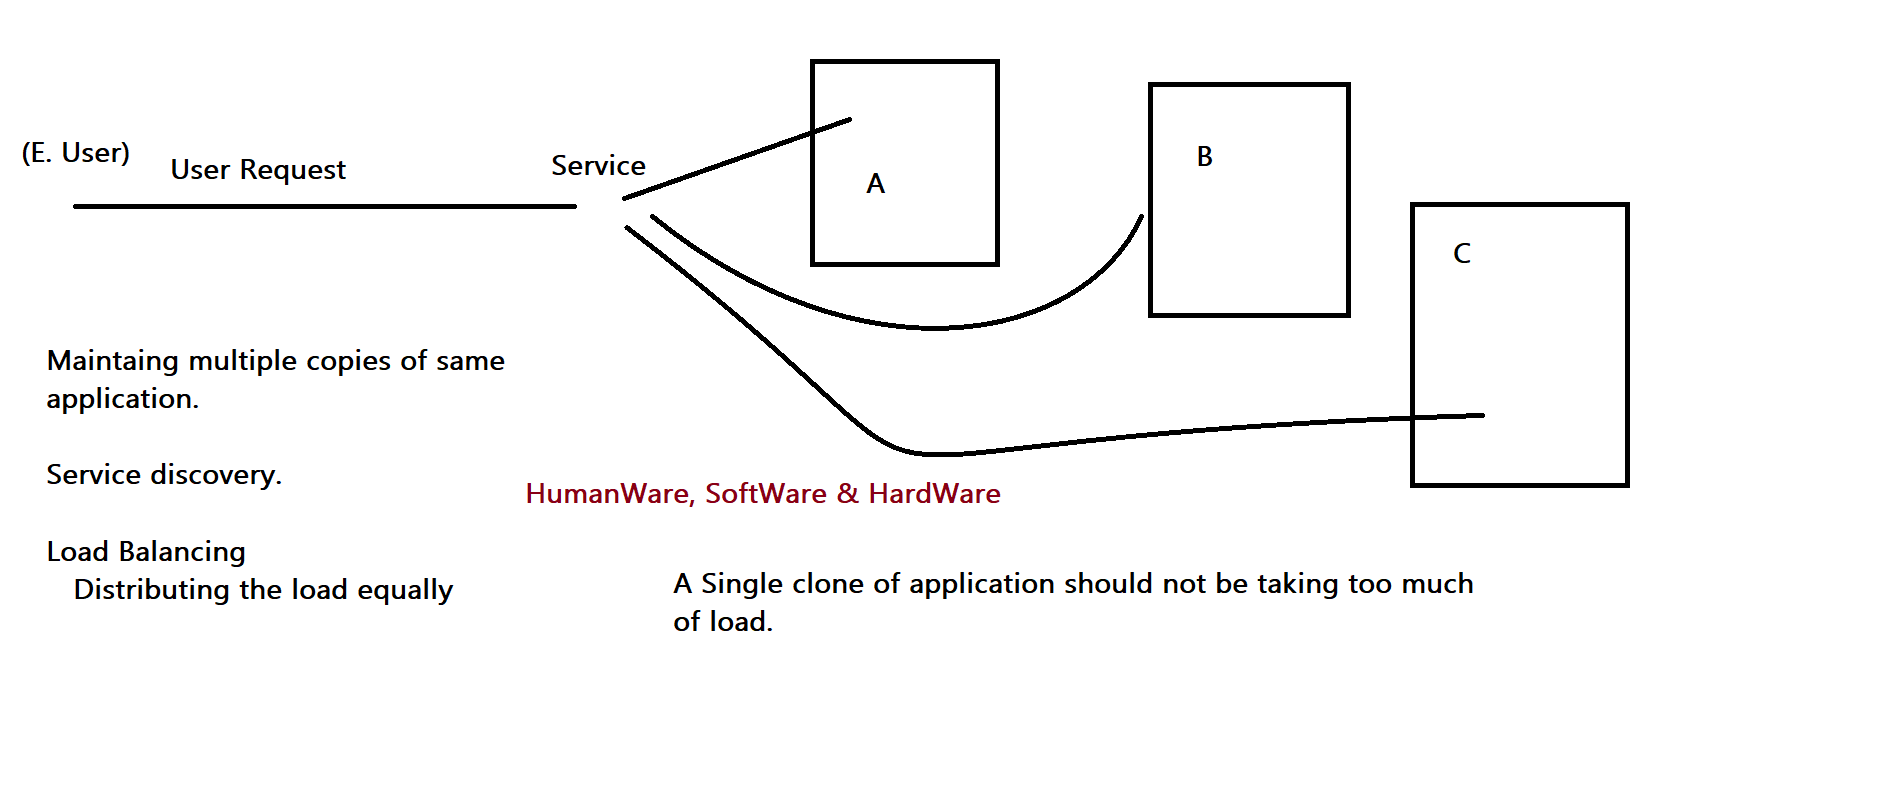 (E. User)
User Request
Service
A
B
C
Maintaing multiple copies of same
application.
Service discovery.
HumanWare, SoftWare & HardWare
Load Balancing
Distributing the load equally
A Single clone of application should not be taking too much
of load.